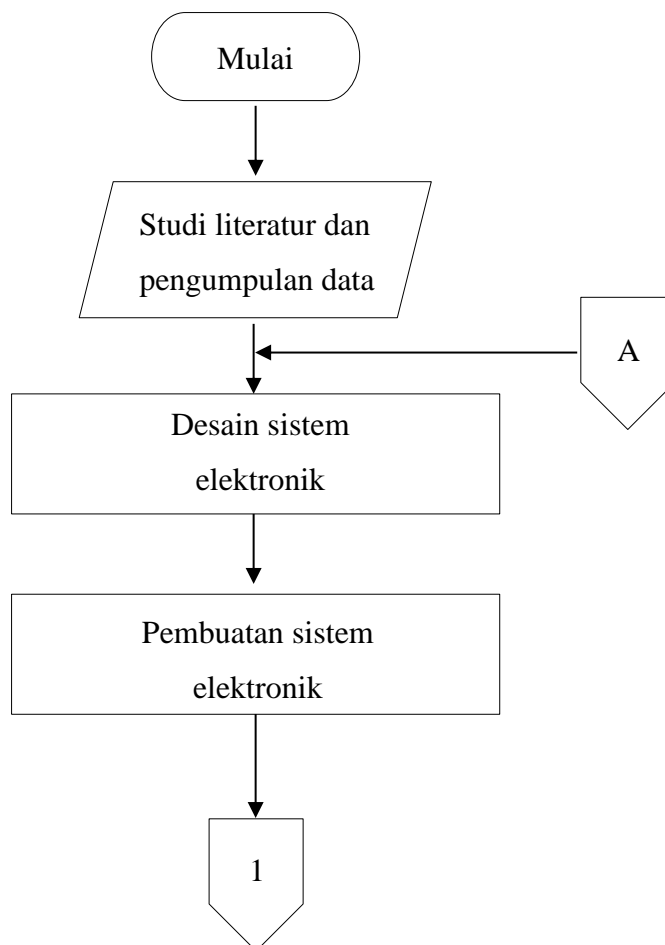 Mulai
Studi literatur dan
pengumpulan data
A
Desain sistem
elektronik
Pembuatan sistem
elektronik
1